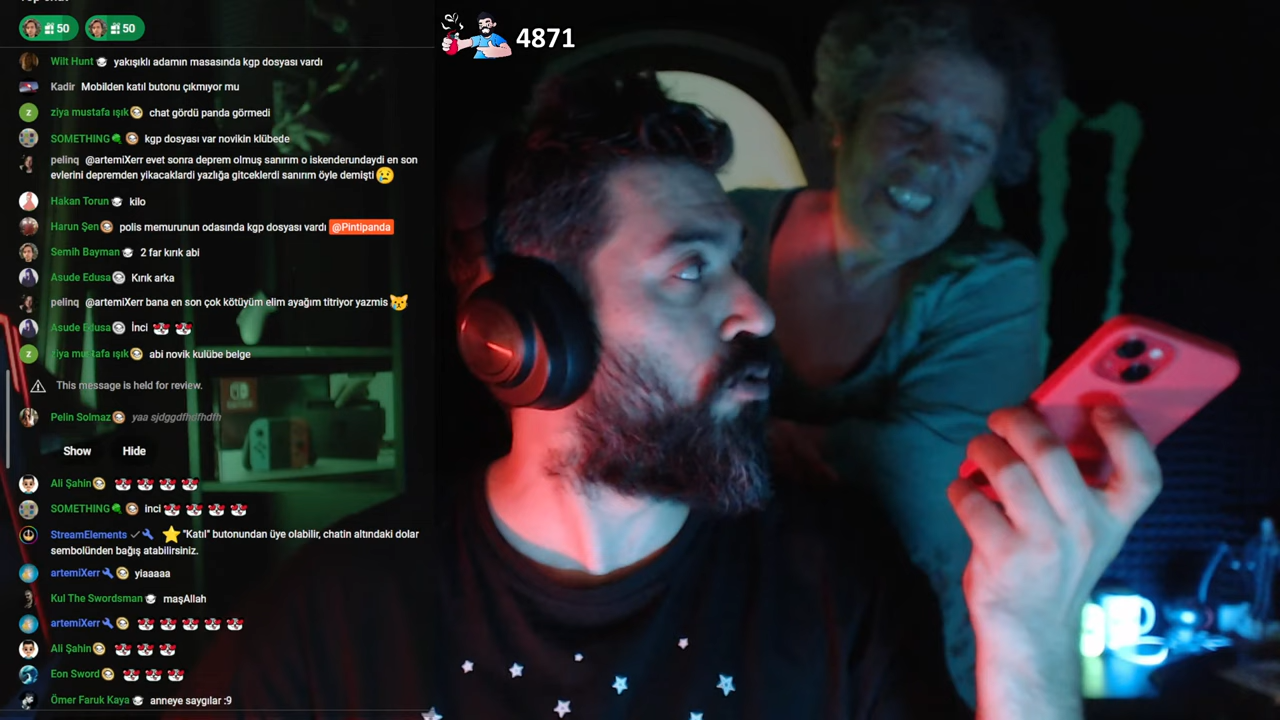 50
50
4871
Wilt Hunt yakışıklı adamın masasında kgp dosyası vardı
Kadir Mobilden katıl butonu çıkmıyor mu
ziya mustafa ışık chat gördü panda görmedi
SOMETHING kgp dosyası var novikin klübede
pelinq @artemiXerr evet sonra deprem olmuş sanırım o iskenderundaydi en son
evlerini depremden yikacaklardi yazlığa gitceklerdi sanırım öyle demişti
Hakan Torun kilo
Harun Şen polis memurunun odasında kgp dosyası vardı @Pintipanda
Semih Bayman 2 far kırık abi
Asude Edusa Kırık arka
pelinq @artemiXerr bana en son çok kötüyüm elim ayağım titriyor yazmis
Asude Edusa İnci
ziya mustafa ışık abi novik kulübe belge
This message is held for review.
Pelin Solmaz yaa sjdggdfhdfhdth
Show Hide
Ali Şahin
SOMETHING inci
StreamElements "Katıl" butonundan üye olabilir, chatin altındaki dolar
sembolünden bağış atabilirsiniz.
artemiXerr yiaaaaa
Kul The Swordsman maşAllah
artemiXerr
Ali Şahin
Eon Sword
Ömer Faruk Kaya anneye saygılar :9